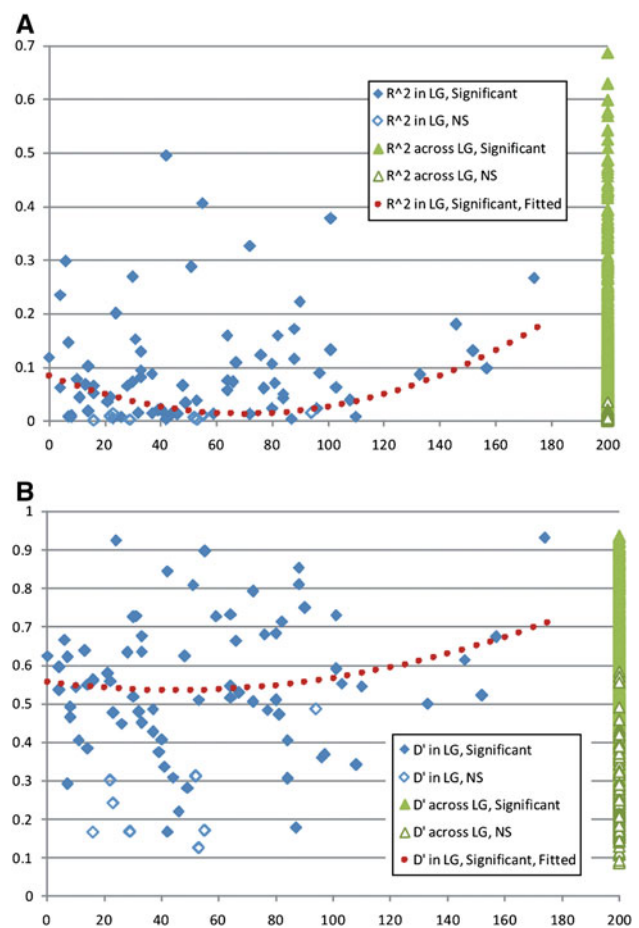 A
0.7
0.6
0.5
0.4
0.3
0.2
0.1
0
R^2 in LG, Significant
R^2 in LG, NS
R^2 across LG, Significant
R^2 across LG, NS
R^2 in LG, Significant, Fitted
0 20 40 60 80 100 120 140 160 180 200
B
1
0.9
0.8
0.7
0.6
0.5
0.4
0.3
0.2
0.1
0
D' in LG, Significant
D' in LG, NS
D' across LG, Significant
D' across LG, NS
D' in LG, Significant, Fitted
0 20 40 60 80 100 120 140 160 180 200